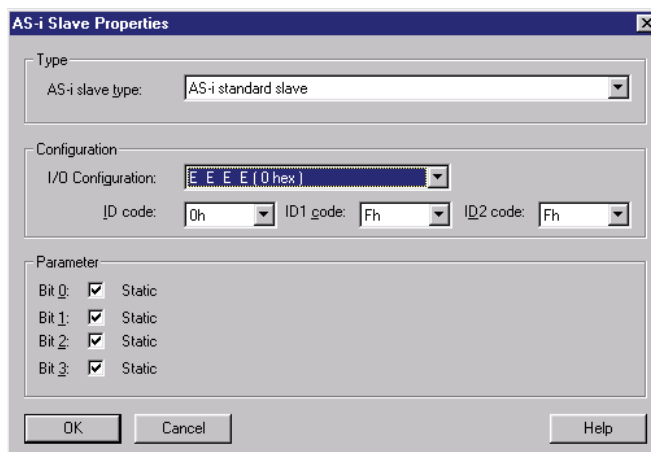 AS-i Slave Properties
Type
AS-i slave type: AS-i standard slave
Configuration
I/O Configuration: E E E E ( 0 hex )
ID code: 0h ID1 code: Fh ID2 code: Fh
Parameter
Bit 0: Static
Bit 1: Static
Bit 2: Static
Bit 3: Static
OK Cancel Help